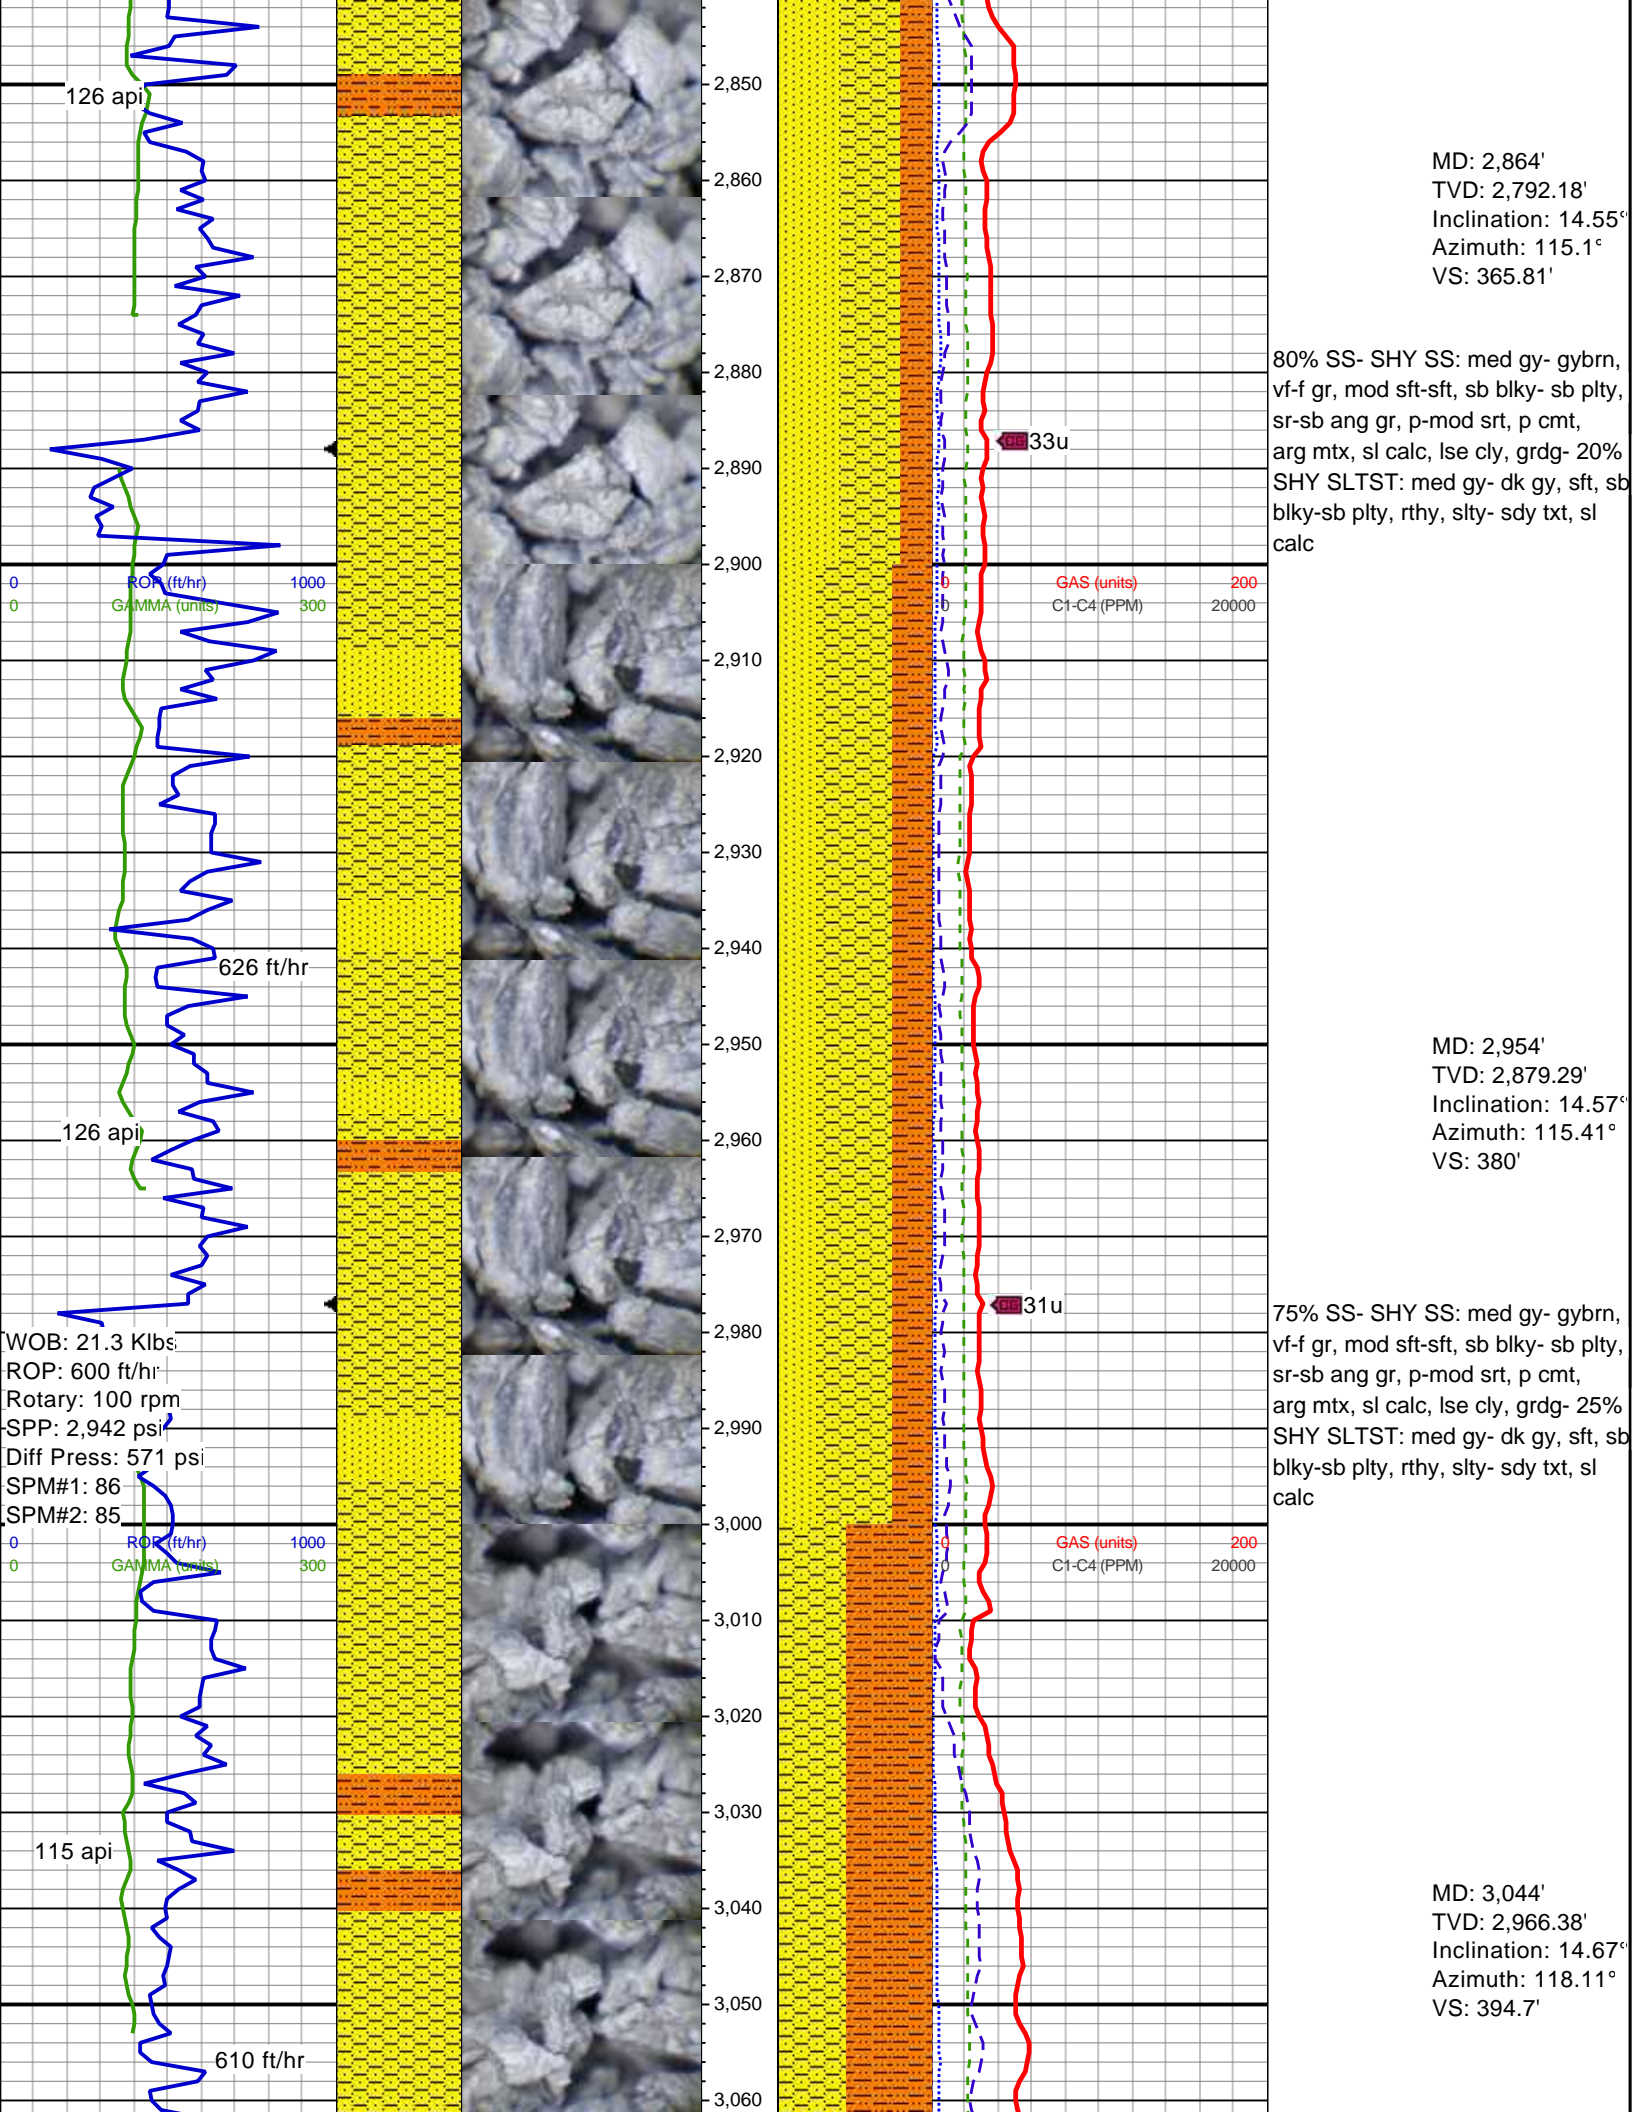 2,850
126 api
MD: 2,864'
2,860
TVD: 2,792.18'
Inclination: 14.55°
Azimuth: 115.1°
2,870
VS: 365.81'
80% SS- SHY SS: med gy- gybrn,
2,880
vf-f gr, mod sft-sft, sb blky- sb plty,
sr-sb ang gr, p-mod srt, p cmt,
CG 33u
arg mtx, sl calc, lse cly, grdg- 20%
2,890
SHY SLTST: med gy- dk gy, sft, sb
blky-sb plty, rthy, slty- sdy txt, sl
calc
2,900
0 ROP (ft/hr) 1000
0 GAS (units) 200
0 GAMMA (units) 300
0 C1-C4 (PPM) 20000
2,910
2,920
2,930
2,940
626 ft/hr
2,950
MD: 2,954'
TVD: 2,879.29'
Inclination: 14.57°
126 api
Azimuth: 115.41°
2,960
VS: 380'
2,970
CG 31u
75% SS- SHY SS: med gy- gybrn,
2,980
vf-f gr, mod sft-sft, sb blky- sb plty,
sr-sb ang gr, p-mod srt, p cmt,
arg mtx, sl calc, lse cly, grdg- 25%
2,990
SHY SLTST: med gy- dk gy, sft, sb
blky-sb plty, rthy, slty- sdy txt, sl
calc
WOB: 21.3 Klbs
ROP: 600 ft/hr
Rotary: 100 rpm
SPP: 2,942 psi
Diff Press: 571 psi
SPM#1: 86
SPM#2: 85
3,000
0 ROP (ft/hr) 1000
0 GAS (units) 200
0 GAMMA (units) 300
0 C1-C4 (PPM) 20000
3,010
3,020
3,030
115 api
3,040
MD: 3,044'
TVD: 2,966.38'
Inclination: 14.67°
Azimuth: 118.11°
3,050
VS: 394.7'
610 ft/hr
3,060